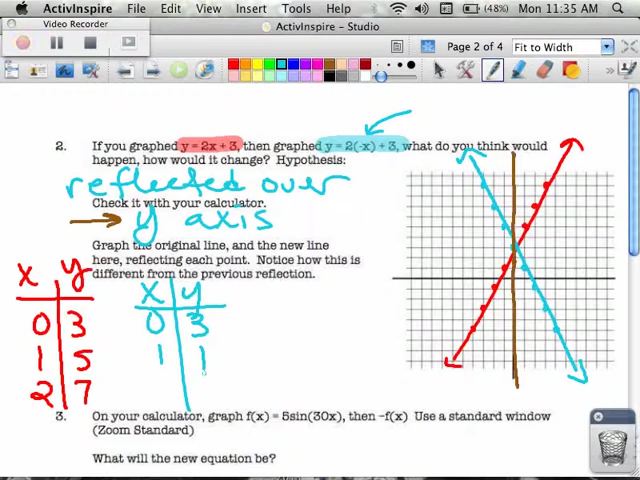 ActivInspire File Edit View Insert Tools Help (48%) Mon 11:35 AM
Video Recorder
ActivInspire - Studio
Page 2 of 4 Fit to Width
2. If you graphed y = 2x + 3, then graphed y = 2(-x) + 3, what do you think would
happen, how would it change? Hypothesis:
reflected over
Check it with your calculator.
y axis
Graph the original line, and the new line
here, reflecting each point. Notice how this is
different from the previous reflection.
x y
0 3
1 5
2 7
x y
0 3
1 1
3. On your calculator, graph f(x) = 5sin(30x), then -f(x) Use a standard window
(Zoom Standard)
What will the new equation be?